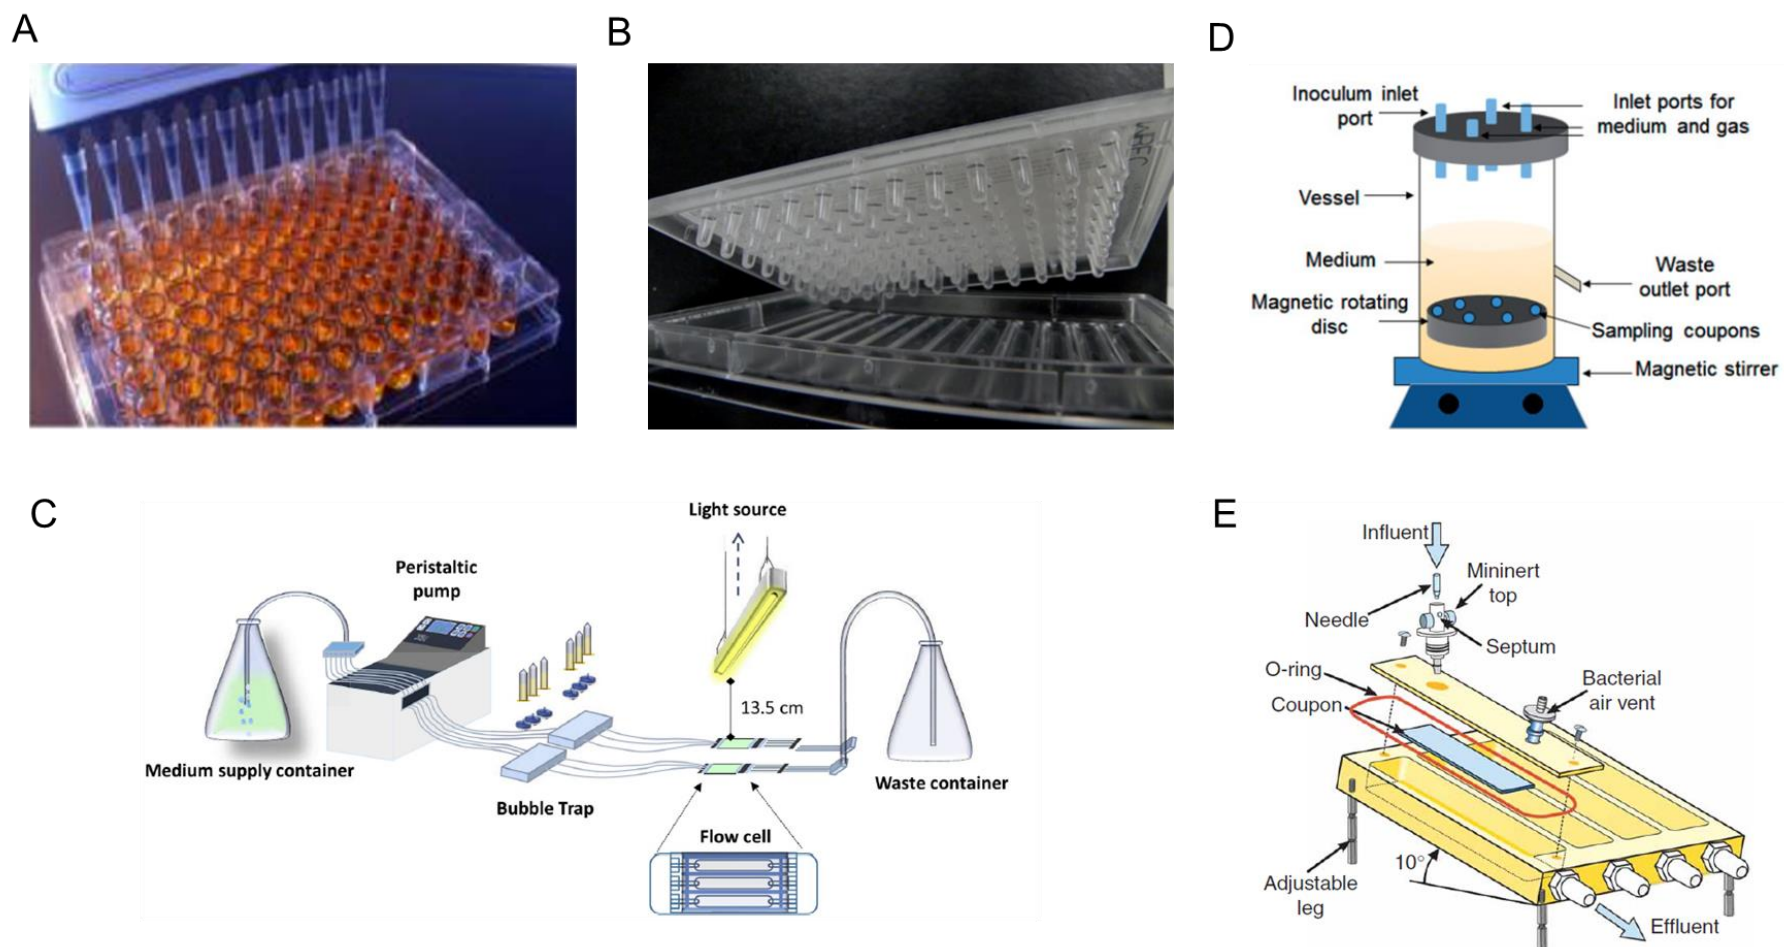 A
B
D
Inoculum inlet
port
Inlet ports for
medium and gas
Vessel
Medium
Waste
outlet port
Magnetic rotating
disc
Sampling coupons
Magnetic stirrer
C
Light source
Peristaltic
pump
13.5 cm
Medium supply container
Bubble Trap
Waste container
Flow cell
E
Influent
Mininert
top
Needle
Septum
O-ring
Coupon
Bacterial
air vent
10°
Adjustable
leg
Effluent